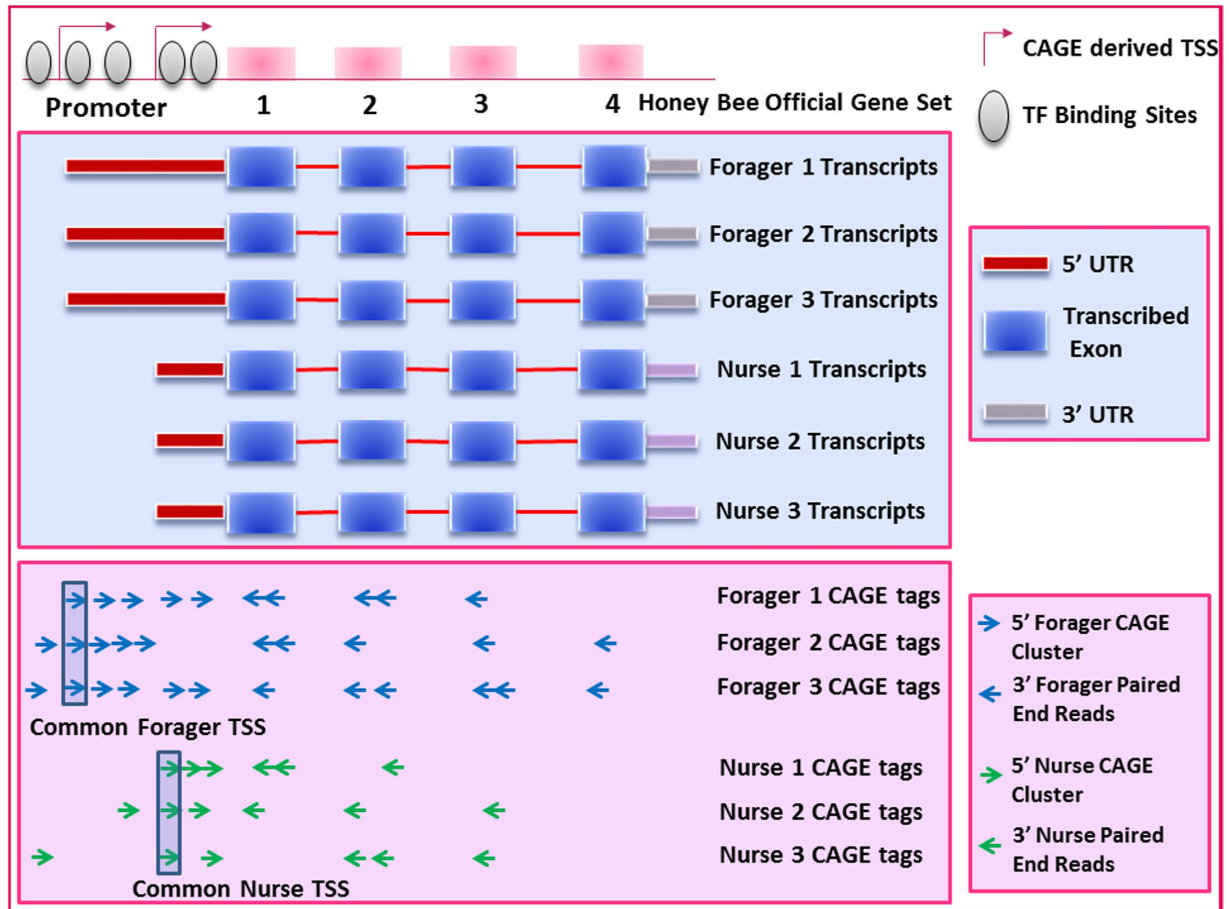 CAGE derived TSS
Promoter 1 2 3 4 Honey Bee Official Gene Set
TF Binding Sites
Forager 1 Transcripts
Forager 2 Transcripts
Forager 3 Transcripts
Nurse 1 Transcripts
Nurse 2 Transcripts
Nurse 3 Transcripts
5’ UTR
Transcribed
Exon
3’ UTR
Forager 1 CAGE tags
Forager 2 CAGE tags
Forager 3 CAGE tags
Common Forager TSS
Nurse 1 CAGE tags
Nurse 2 CAGE tags
Nurse 3 CAGE tags
Common Nurse TSS
5’ Forager CAGE
Cluster
3’ Forager Paired
End Reads
5’ Nurse CAGE
Cluster
3’ Nurse Paired
End Reads